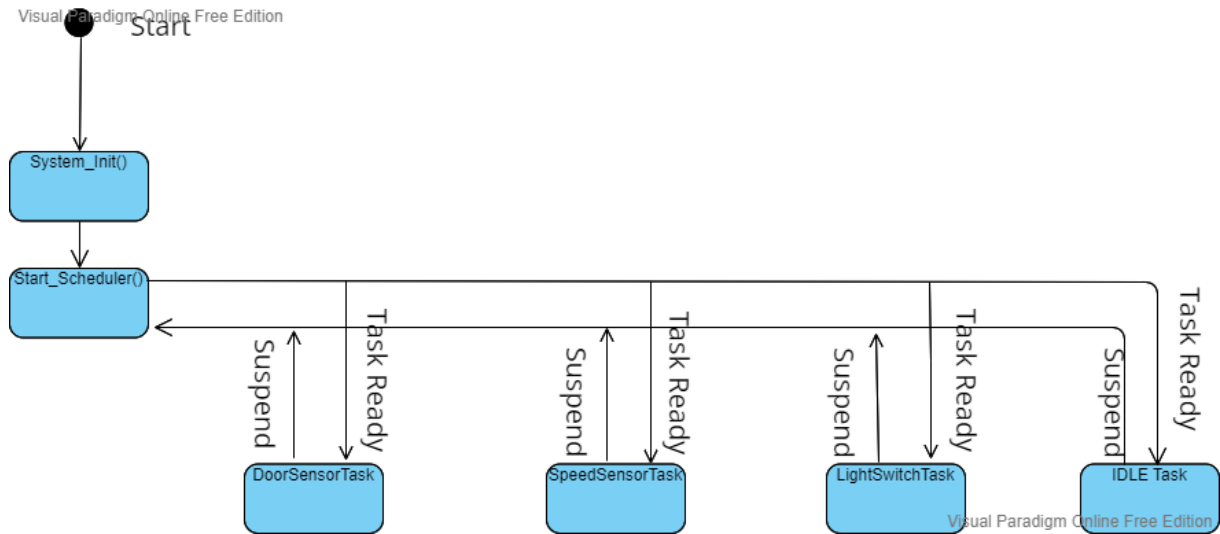 Visual Paradigm Online Free Edition
Start
System_Init()
Start_Scheduler()
Suspend
Task Ready
Suspend
Task Ready
Suspend
Task Ready
Suspend
Task Ready
DoorSensorTask
SpeedSensorTask
LightSwitchTask
IDLE Task
Visual Paradigm Online Free Edition